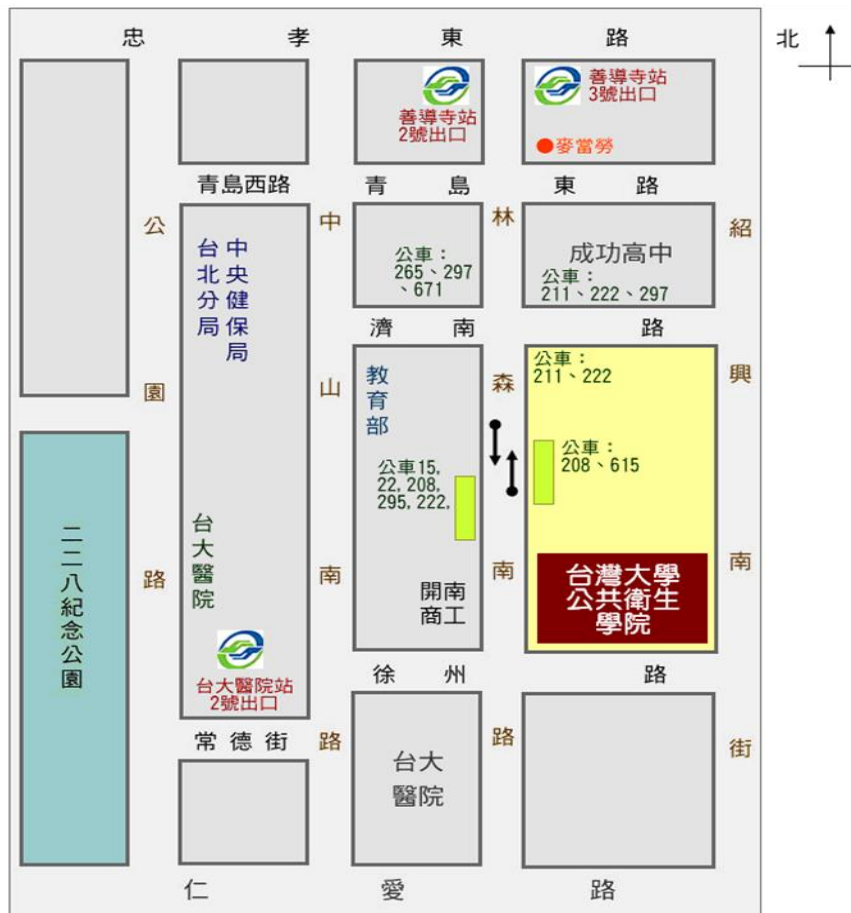 忠孝東路
北
善導寺站
2號出口
善導寺站
3號出口
麥當勞
青島西路
青島東路
公園路
中山南路
林森南路
紹興南街
中央健保局
台北分局
公車：
265、297
、671
成功高中
公車：
211、222、297
濟南路
教育部
公車：
211、222
公車：
208、615
公車15,
22,208,
295,222,
台大醫院
二二八紀念公園
開南
商工
台灣大學
公共衛生
學院
台大醫院站
2號出口
徐州路
常德街
台大
醫院
仁愛路